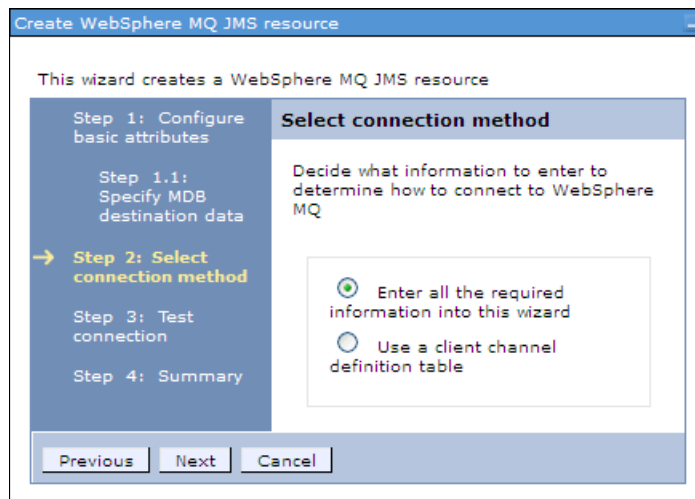 Create WebSphere MQ JMS resource
This wizard creates a WebSphere MQ JMS resource
Step 1: Configure
basic attributes
Step 1.1:
Specify MDB
destination data
Step 2: Select
connection method
Step 3: Test
connection
Step 4: Summary
Select connection method
Decide what information to enter to
determine how to connect to WebSphere
MQ
Enter all the required
information into this wizard
Use a client channel
definition table
Previous Next Cancel